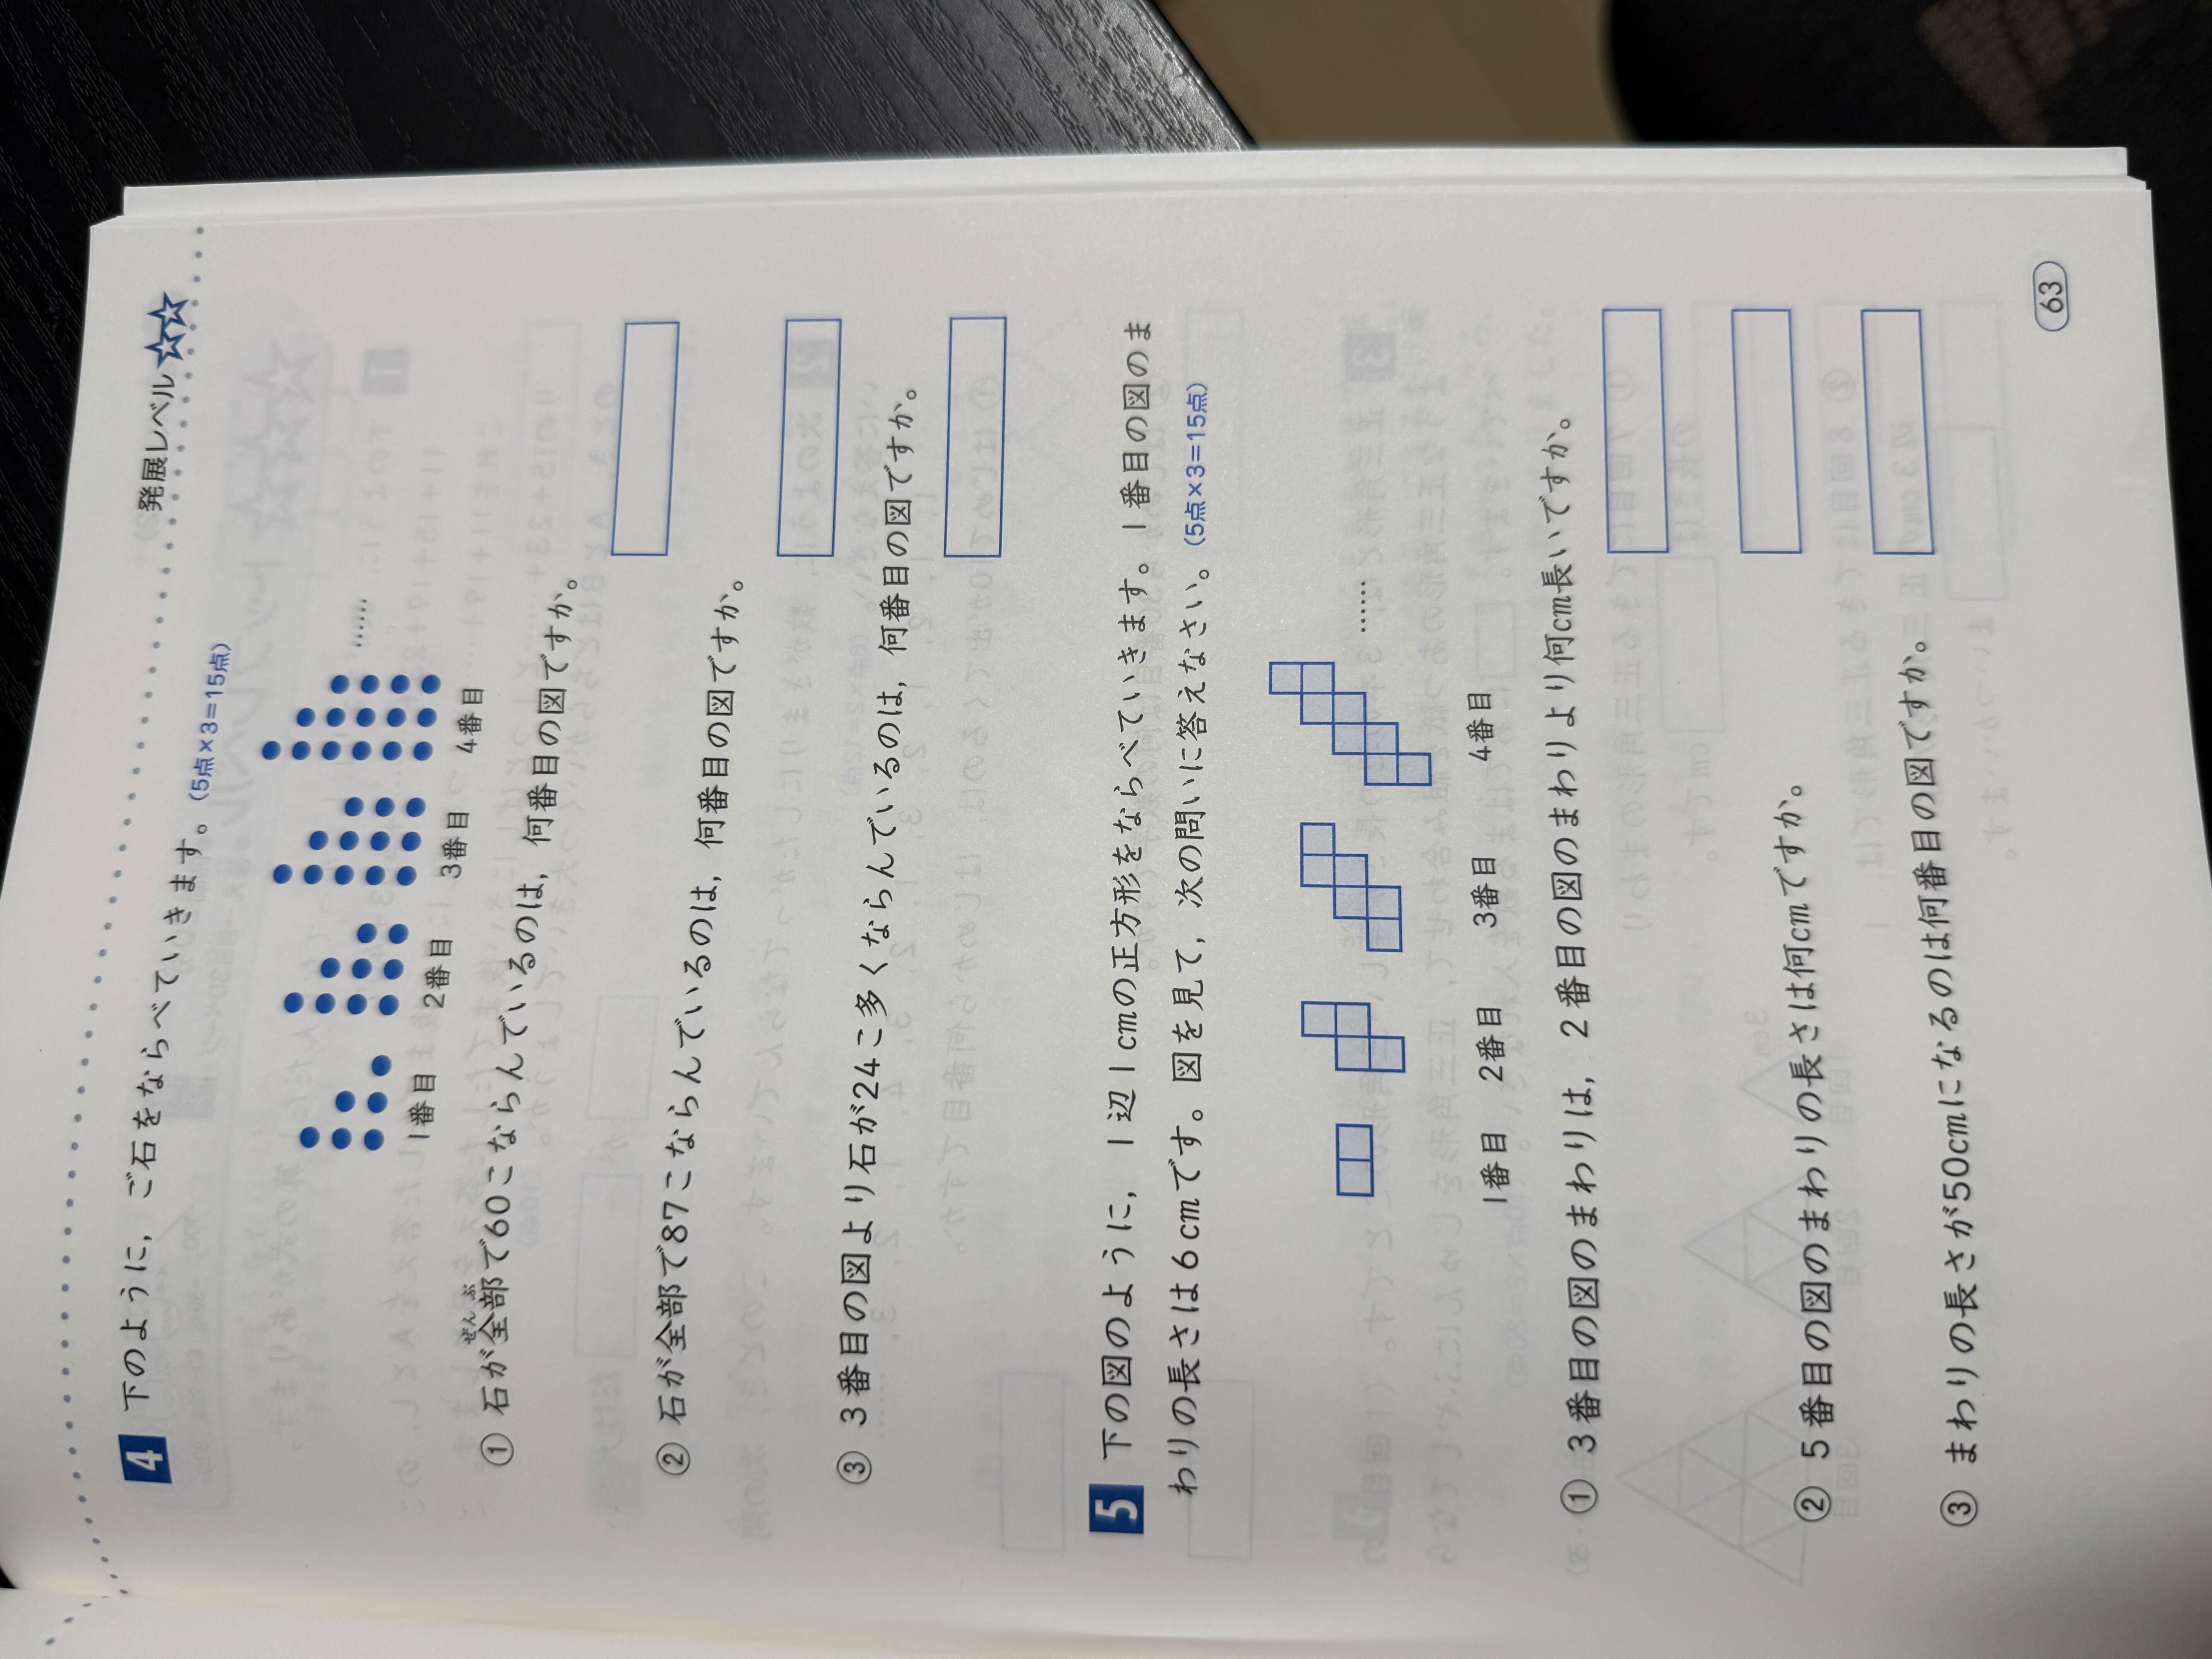 発展レベル
4 下のように，ご石をならべていきます。(5点×3=15点)
1番目 2番目 3番目 4番目 ……
ぜんぶ
① 石が全部で60こならんでいるのは，何番目の図ですか。
② 石が全部で87こならんでいるのは，何番目の図ですか。
③ 3番目の図より石が24こ多くならんでいるのは，何番目の図ですか。
5 下の図のように，1辺1cmの正方形をならべていきます。1番目の図のま
わりの長さは6cmです。図を見て，次の問いに答えなさい。(5点×3=15点)
……
1番目 2番目 3番目 4番目
① 3番目の図のまわりは，2番目の図のまわりより何cm長いですか。
② 5番目の図のまわりの長さは何cmですか。
③ まわりの長さが50cmになるのは何番目の図ですか。
63